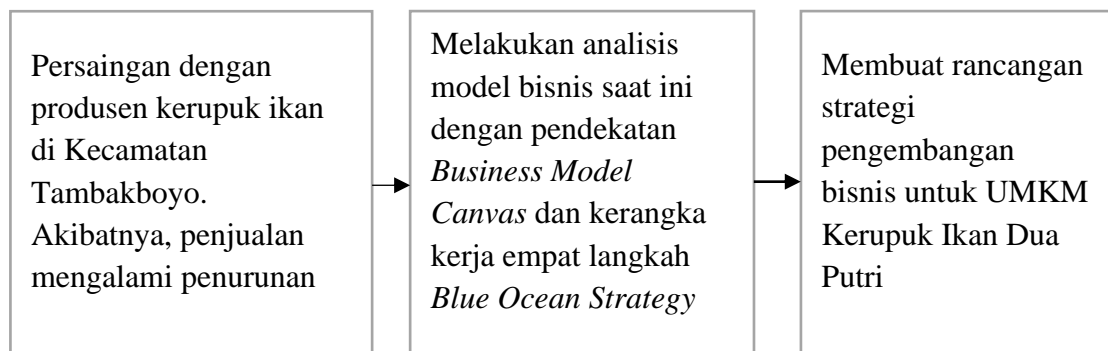 Persaingan dengan
produsen kerupuk ikan
di Kecamatan
Tambakboyo.
Akibatnya, penjualan
mengalami penurunan
Melakukan analisis
model bisnis saat ini
dengan pendekatan
Business Model
Canvas dan kerangka
kerja empat langkah
Blue Ocean Strategy
Membuat rancangan
strategi
pengembangan
bisnis untuk UMKM
Kerupuk Ikan Dua
Putri